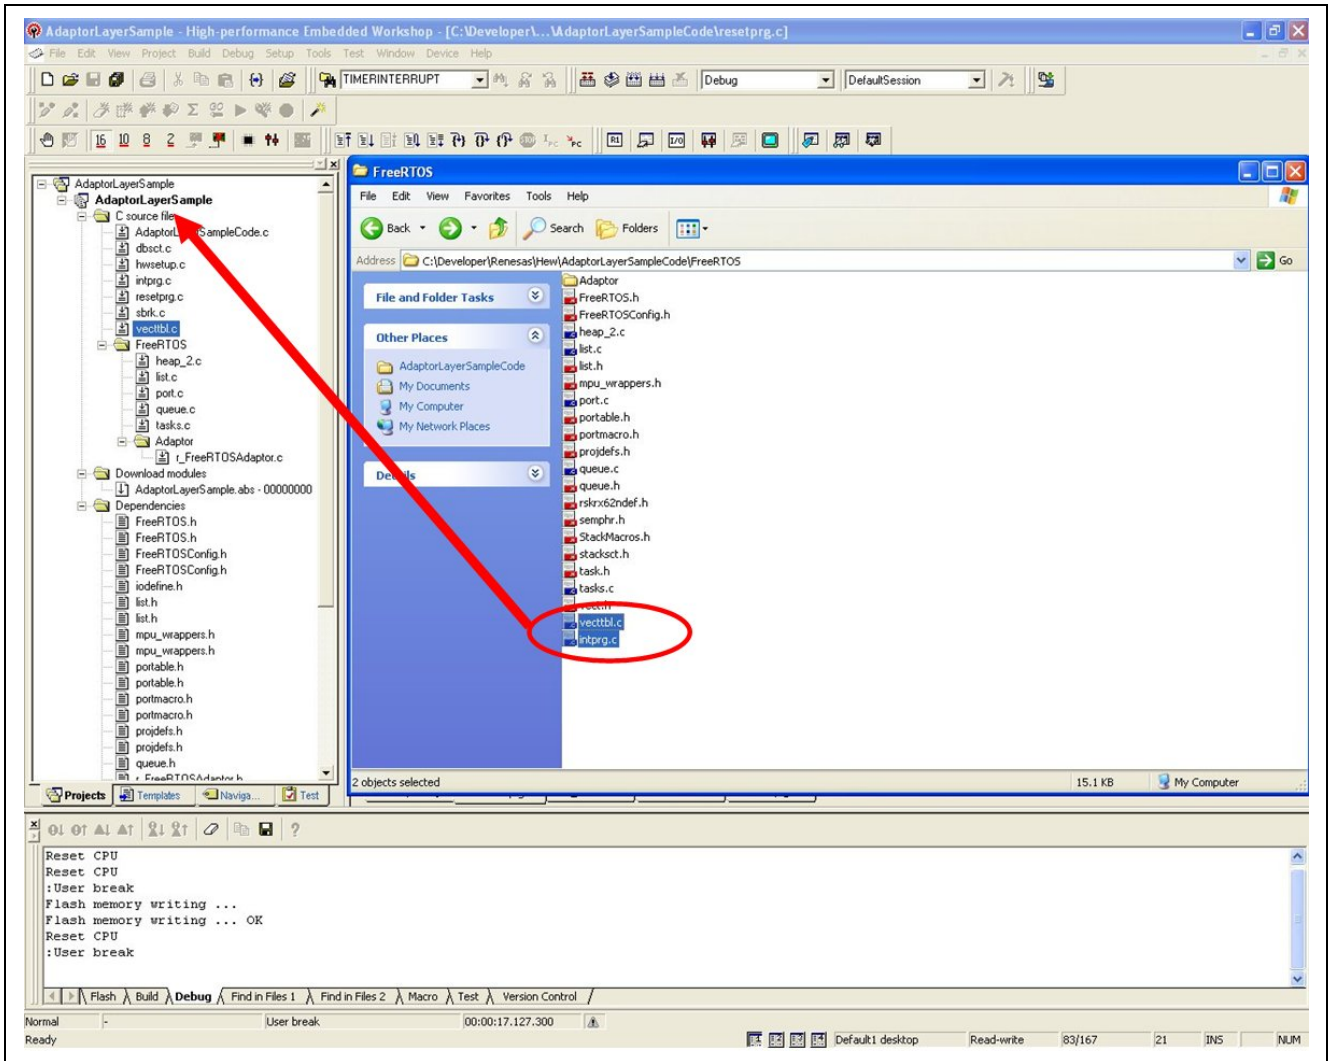 AdaptorLayerSample - High-performance Embedded Workshop - [C:\Developer\...\AdaptorLayerSampleCode\resetprg.c]
File Edit View Project Build Debug Setup Tools Test Window Device Help
TIMERINTERRUPT Debug DefaultSession
16 10 8 2
AdaptorLayerSample
AdaptorLayerSample
C source file
SampleCode.c
dbsct.c
hwsetup.c
intprg.c
resetprg.c
sbrk.c
vecttbl.c
FreeRTOS
heap_2.c
list.c
port.c
queue.c
tasks.c
Adaptor
r_FreeRTOSAdaptor.c
Download modules
AdaptorLayerSample.abs - 00000000
Dependencies
FreeRTOS.h
FreeRTOS.h
FreeRTOSConfig.h
FreeRTOSConfig.h
iodefine.h
list.h
list.h
mpu_wrappers.h
mpu_wrappers.h
portable.h
portable.h
portmacro.h
portmacro.h
projdefs.h
projdefs.h
queue.h
r_FreeRTOSAdaptor.h
Projects Templates Naviga... Test
FreeRTOS
File Edit View Favorites Tools Help
Back Search Folders
Address C:\Developer\Renesas\Hew\AdaptorLayerSampleCode\FreeRTOS Go
File and Folder Tasks
Other Places
AdaptorLayerSampleCode
My Documents
My Computer
My Network Places
Details
Adaptor
FreeRTOS.h
FreeRTOSConfig.h
heap_2.c
list.c
list.h
mpu_wrappers.h
port.c
portable.h
portmacro.h
projdefs.h
queue.c
queue.h
rskrx62ndef.h
semphr.h
StackMacros.h
stacksct.h
task.h
tasks.c
vect.h
vecttbl.c
intprg.c
2 objects selected 15.1 KB My Computer
Reset CPU
Reset CPU
:User break
Flash memory writing ...
Flash memory writing ... OK
Reset CPU
:User break
Flash Build Debug Find in Files 1 Find in Files 2 Macro Test Version Control
Normal - User break 00:00:17.127.300
Ready Default1 desktop Read-write 83/167 21 INS NUM